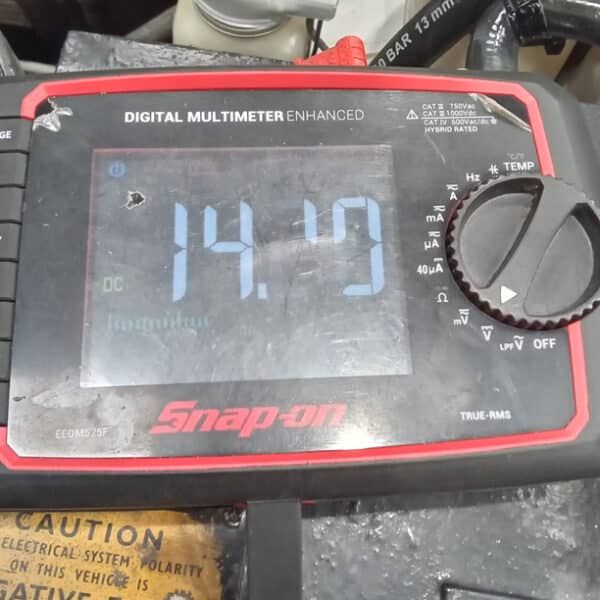 0 BAR 13 mm
DIGITAL MULTIMETER ENHANCED
CAT II 750Vac
CAT III 1000Vdc
CAT IV 600Vac/dc
HYBRID RATED
GE
°C/°F
TEMP
Hz
A
mA
µA
40µA
Ω
mV
V
LPF V
OFF
DC
Snap-on
TRUE-RMS
EEDM525F
CAUTION
ELECTRICAL SYSTEM POLARITY
ON THIS VEHICLE IS
GATIVE